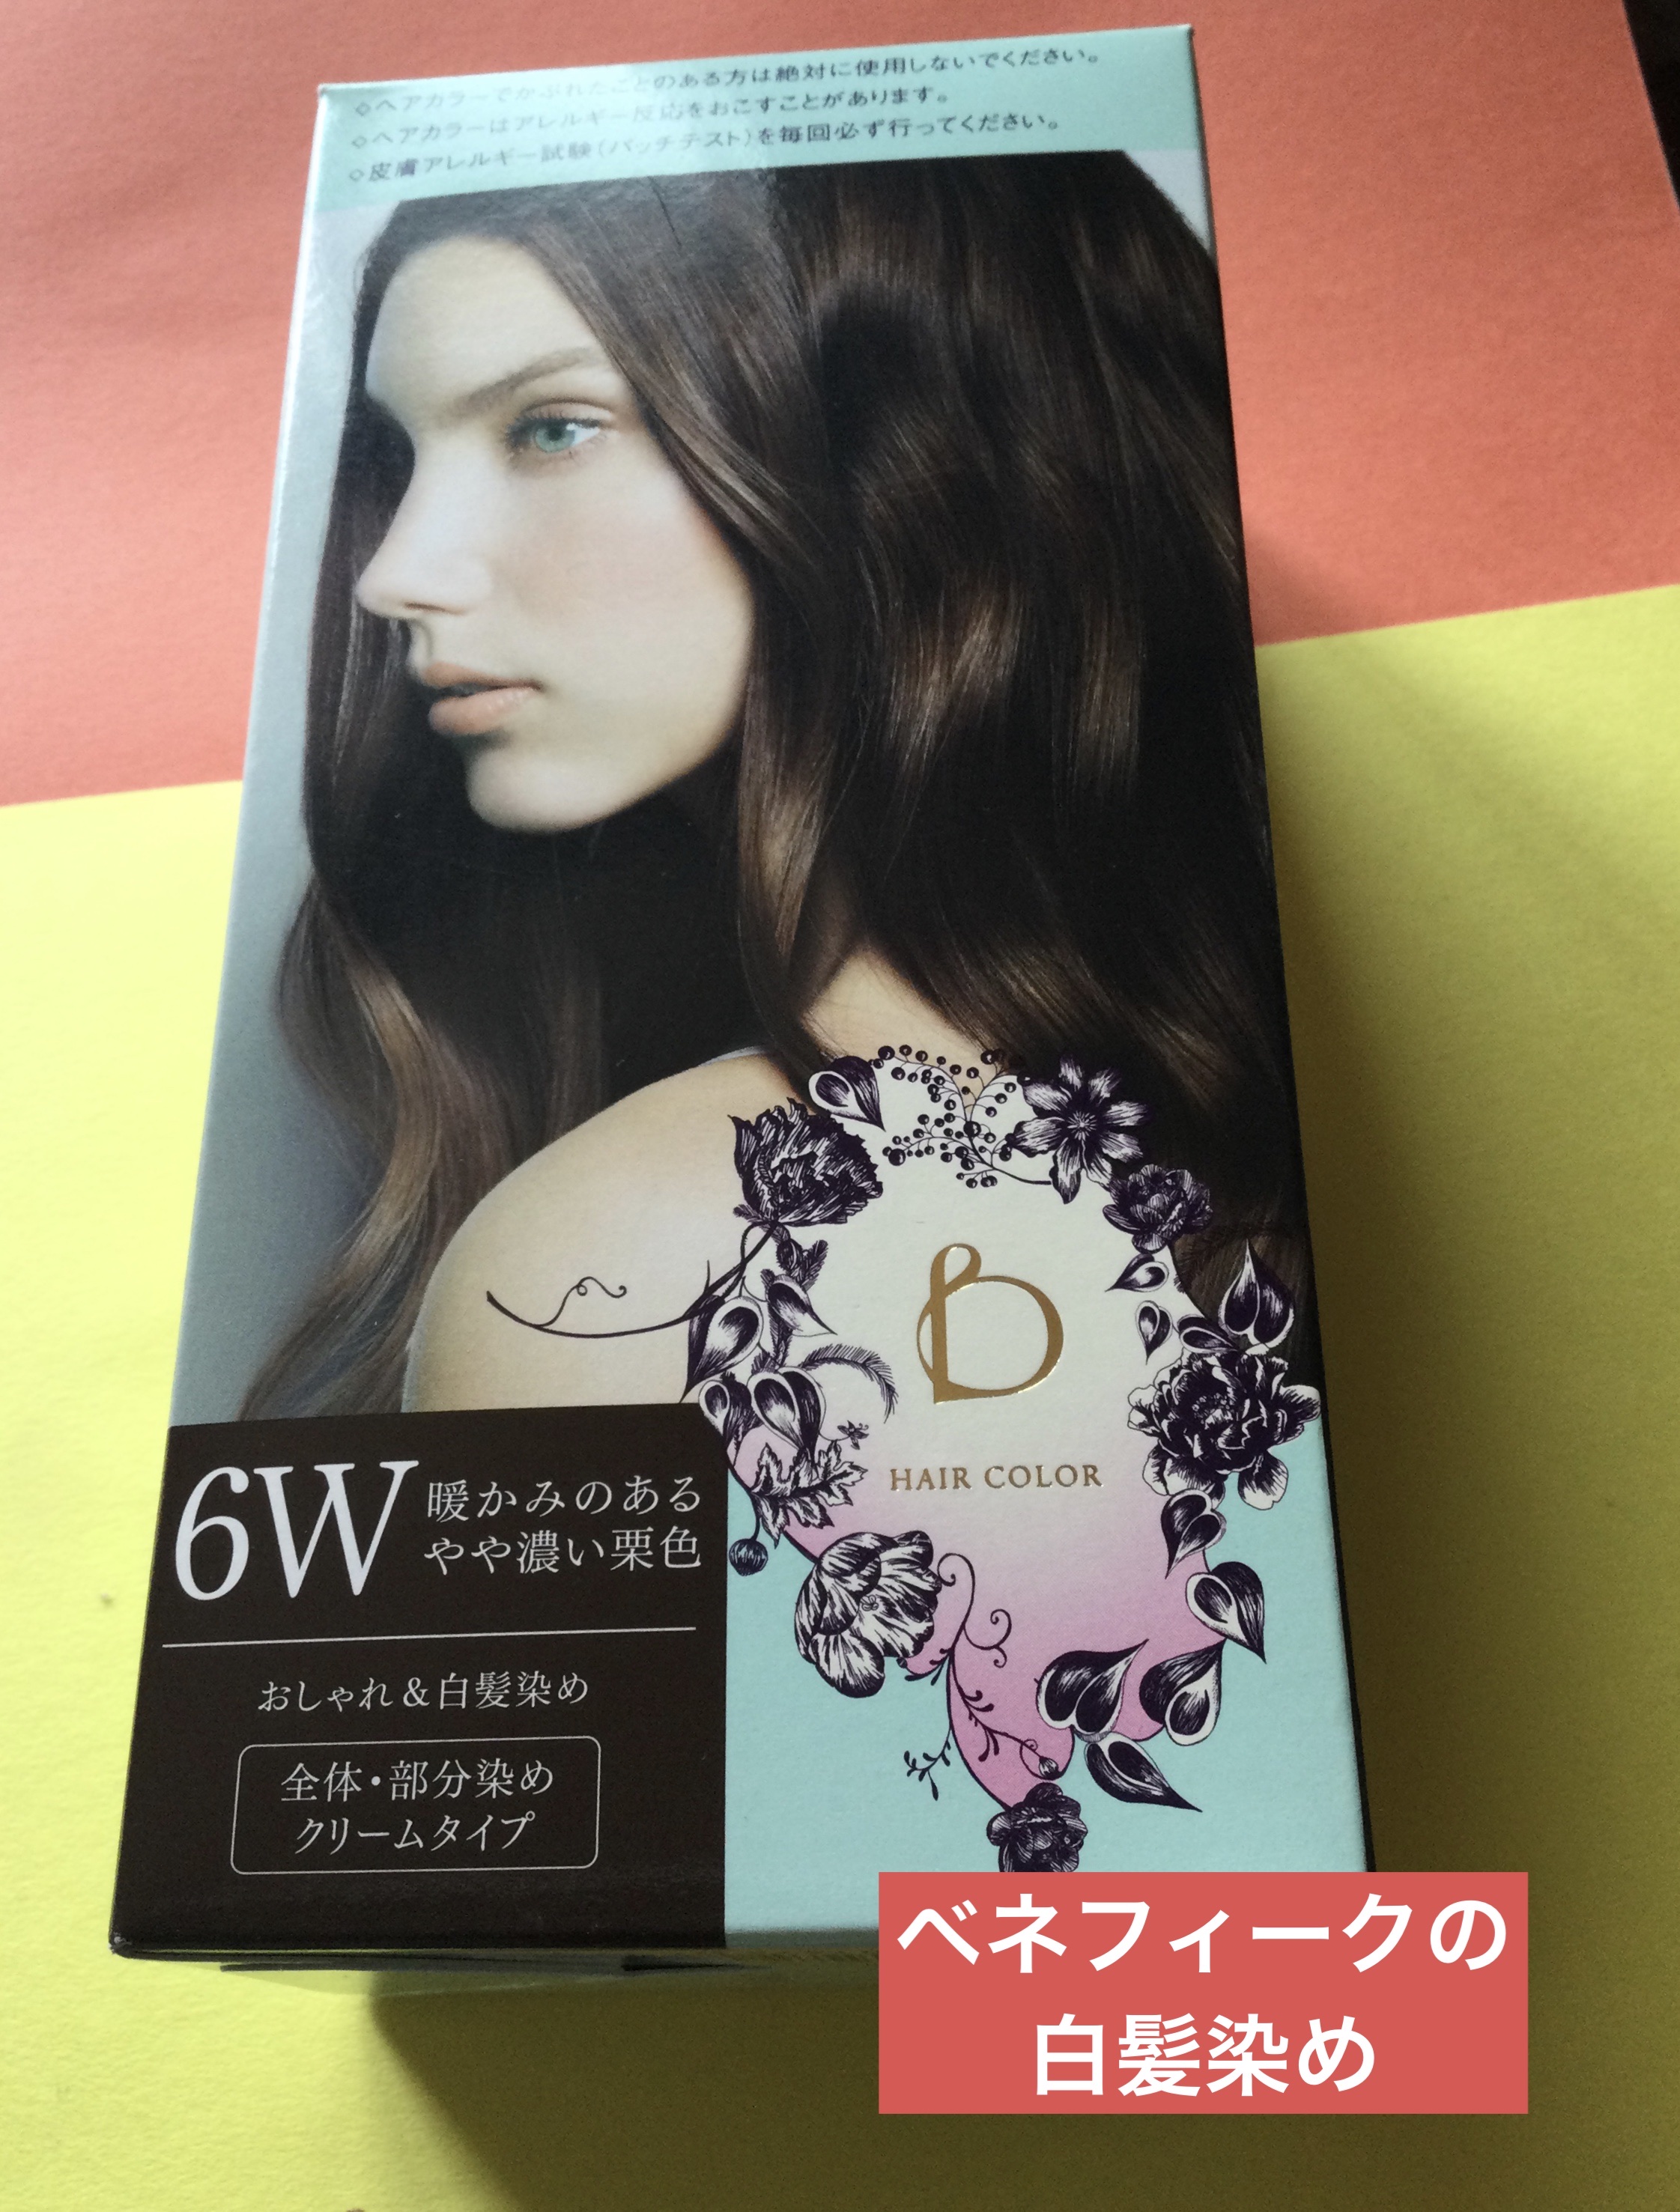 ◇ヘアカラーでかぶれたことのある方は絶対に使用しないでください。
◇ヘアカラーはアレルギー反応をおこすことがあります。
◇皮膚アレルギー試験(パッチテスト)を毎回必ず行ってください。
B
HAIR COLOR
6W
暖かみのある
やや濃い栗色
おしゃれ&白髪染め
全体・部分染め
クリームタイプ
ベネフィークの
白髪染め